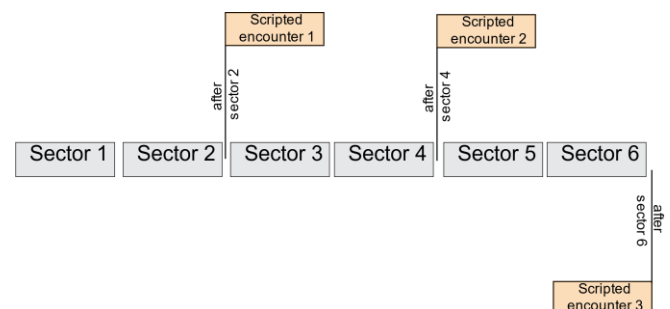 Scripted
encounter 1
Scripted
encounter 2
after
sector 2
after
sector 4
Sector 1
Sector 2
Sector 3
Sector 4
Sector 5
Sector 6
after
sector 6
Scripted
encounter 3